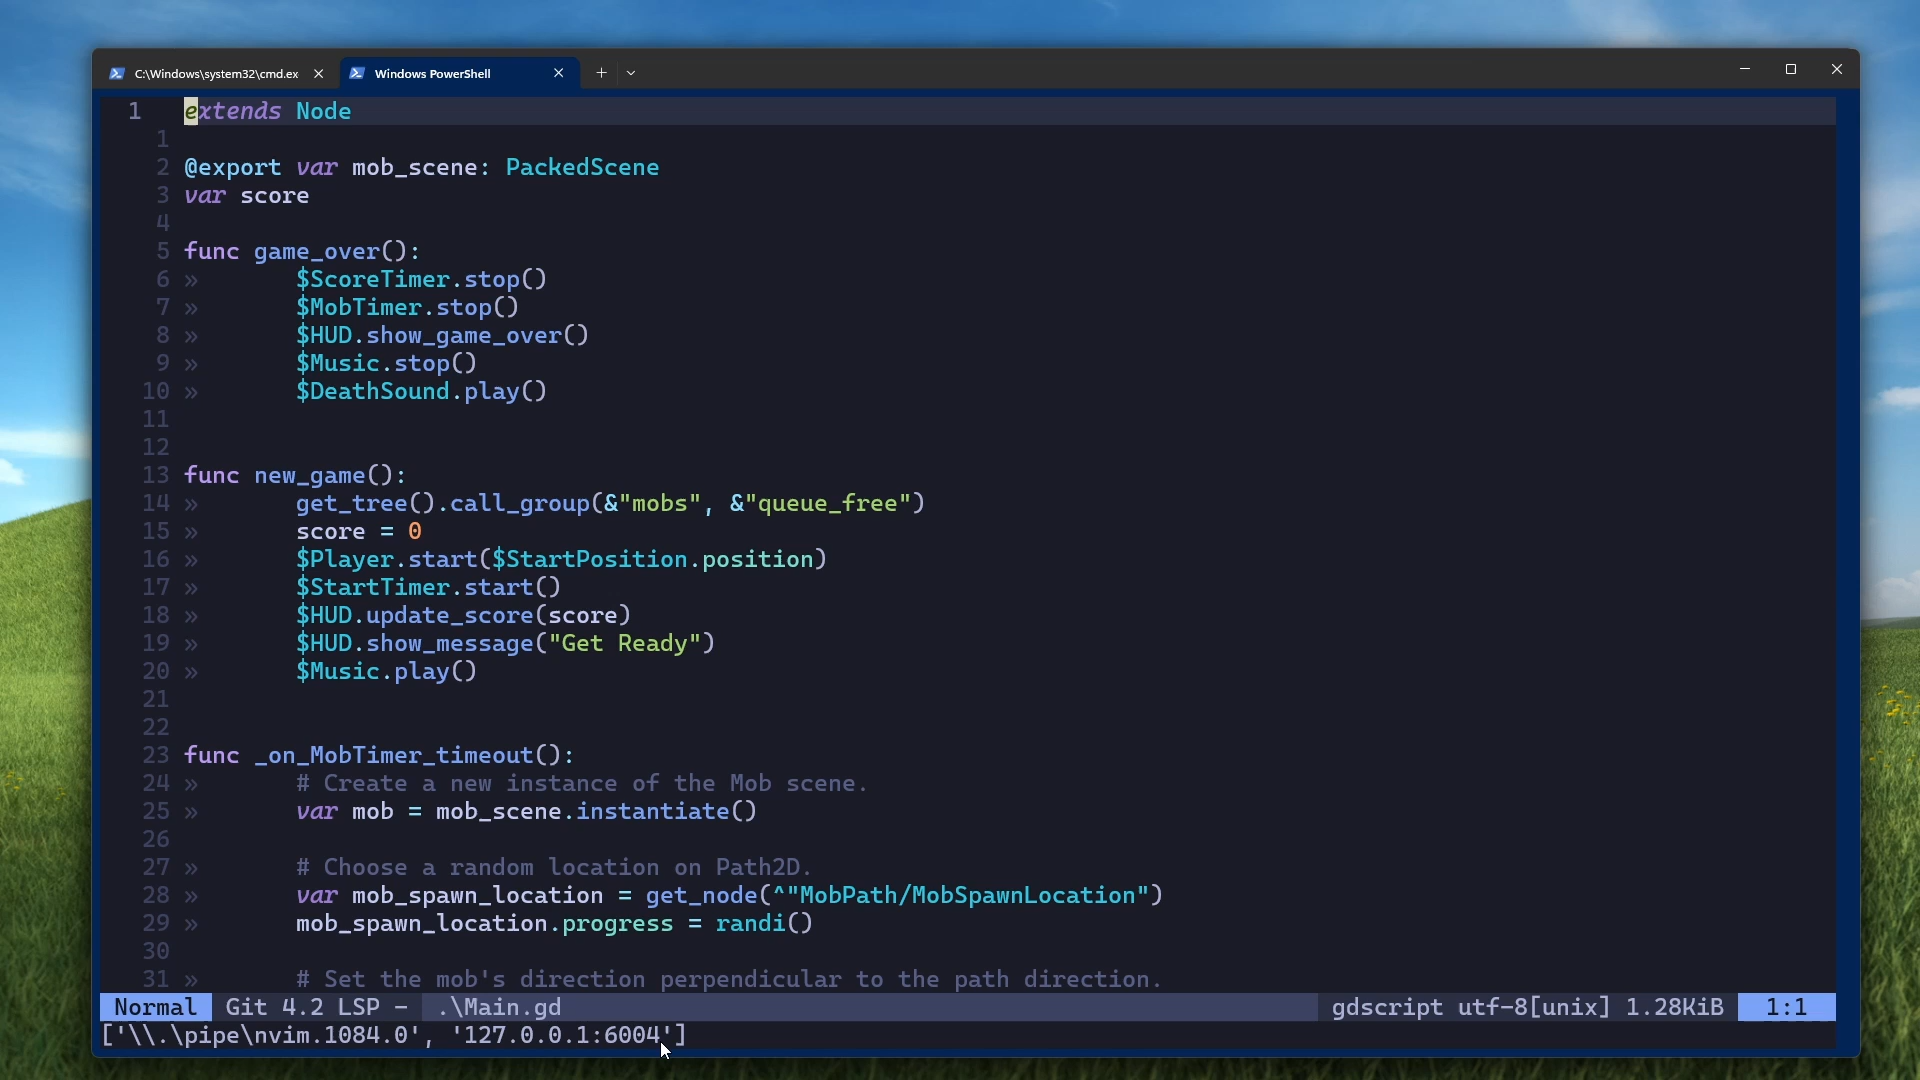 C:\Windows\system32\cmd.ex
Windows PowerShell
1 extends Node
1
2 @export var mob_scene: PackedScene
3 var score
4
5 func game_over():
6 » $ScoreTimer.stop()
7 » $MobTimer.stop()
8 » $HUD.show_game_over()
9 » $Music.stop()
10 » $DeathSound.play()
11
12
13 func new_game():
14 » get_tree().call_group(&"mobs", &"queue_free")
15 » score = 0
16 » $Player.start($StartPosition.position)
17 » $StartTimer.start()
18 » $HUD.update_score(score)
19 » $HUD.show_message("Get Ready")
20 » $Music.play()
21
22
23 func _on_MobTimer_timeout():
24 » # Create a new instance of the Mob scene.
25 » var mob = mob_scene.instantiate()
26
27 » # Choose a random location on Path2D.
28 » var mob_spawn_location = get_node(^"MobPath/MobSpawnLocation")
29 » mob_spawn_location.progress = randi()
30
31 » # Set the mob's direction perpendicular to the path direction.
Normal Git 4.2 LSP - .\Main.gd gdscript utf-8[unix] 1.28KiB 1:1
['\\.\pipe\nvim.1084.0', '127.0.0.1:6004']